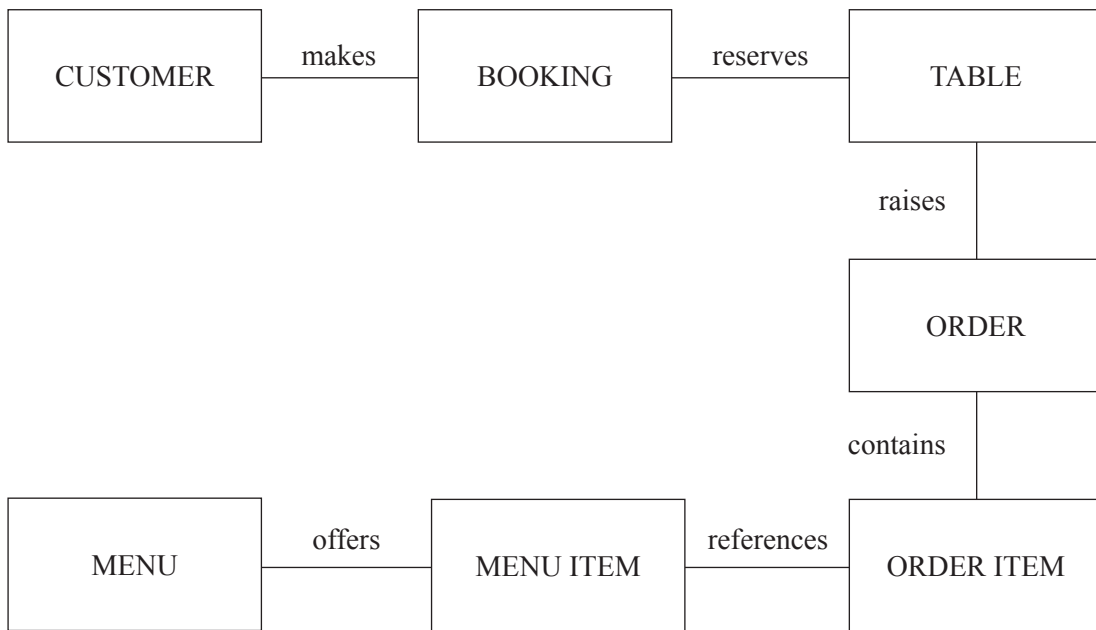 CUSTOMER
makes
BOOKING
reserves
TABLE
raises
ORDER
contains
MENU
offers
MENU ITEM
references
ORDER ITEM